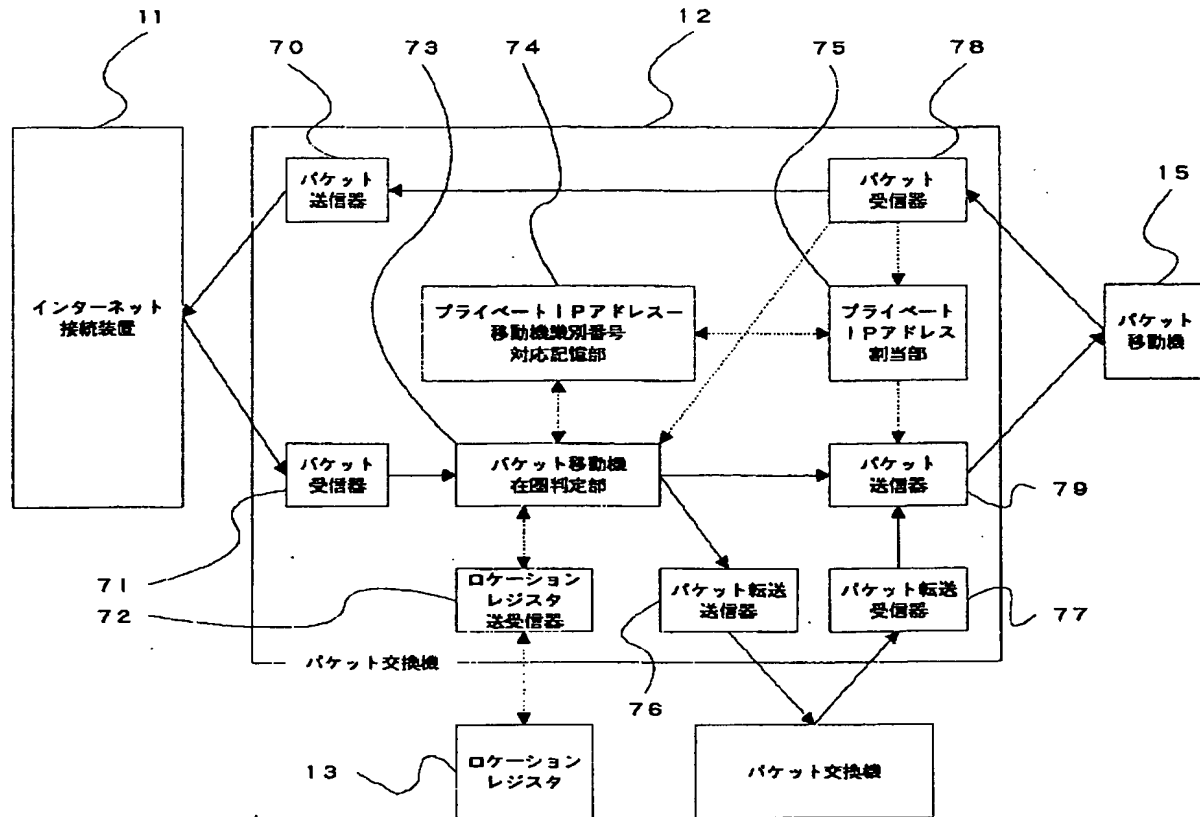 11
12
70
73
74
75
78
15
パケット
送信器
パケット
受信器
インターネット
接続装置
プライベートIPアドレスー
移動機識別番号
対応記憶部
プライベート
IPアドレス
割当部
パケット
移動機
パケット
受信器
パケット移動機
在圏判定部
パケット
送信器
79
71
72
ロケーション
レジスタ
送受信器
パケット転送
送信器
パケット転送
受信器
77
パケット交換機
76
13
ロケーション
レジスタ
パケット交換機